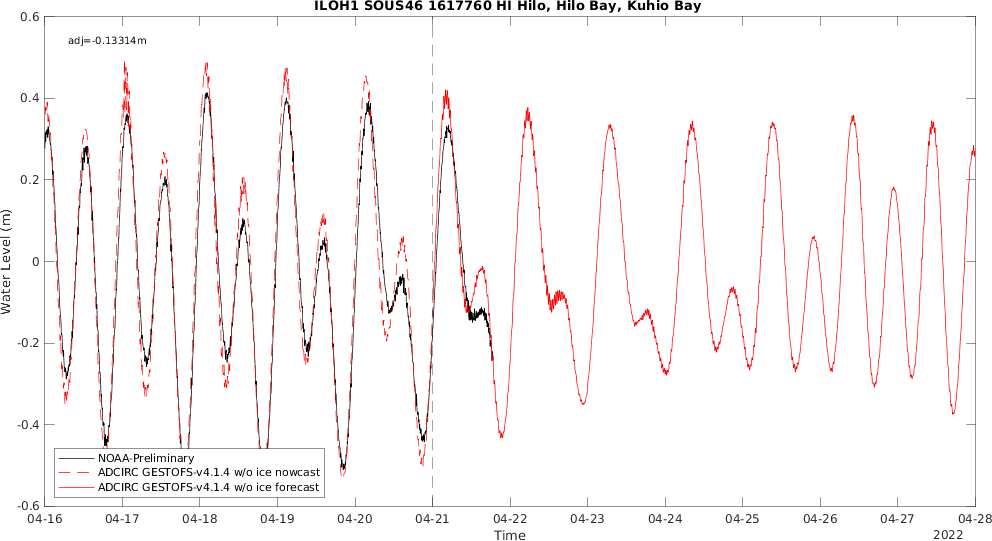 ILOH1 SOUS46 1617760 HI Hilo, Hilo Bay, Kuhio Bay
0.6
adj=-0.13314m
0.4
0.2
0
-0.2
-0.4
-0.6
Water Level (m)
NOAA-Preliminary
ADCIRC GESTOFS-v4.1.4 w/o ice nowcast
ADCIRC GESTOFS-v4.1.4 w/o ice forecast
04-16 04-17 04-18 04-19 04-20 04-21 04-22 04-23 04-24 04-25 04-26 04-27 04-28
Time
2022